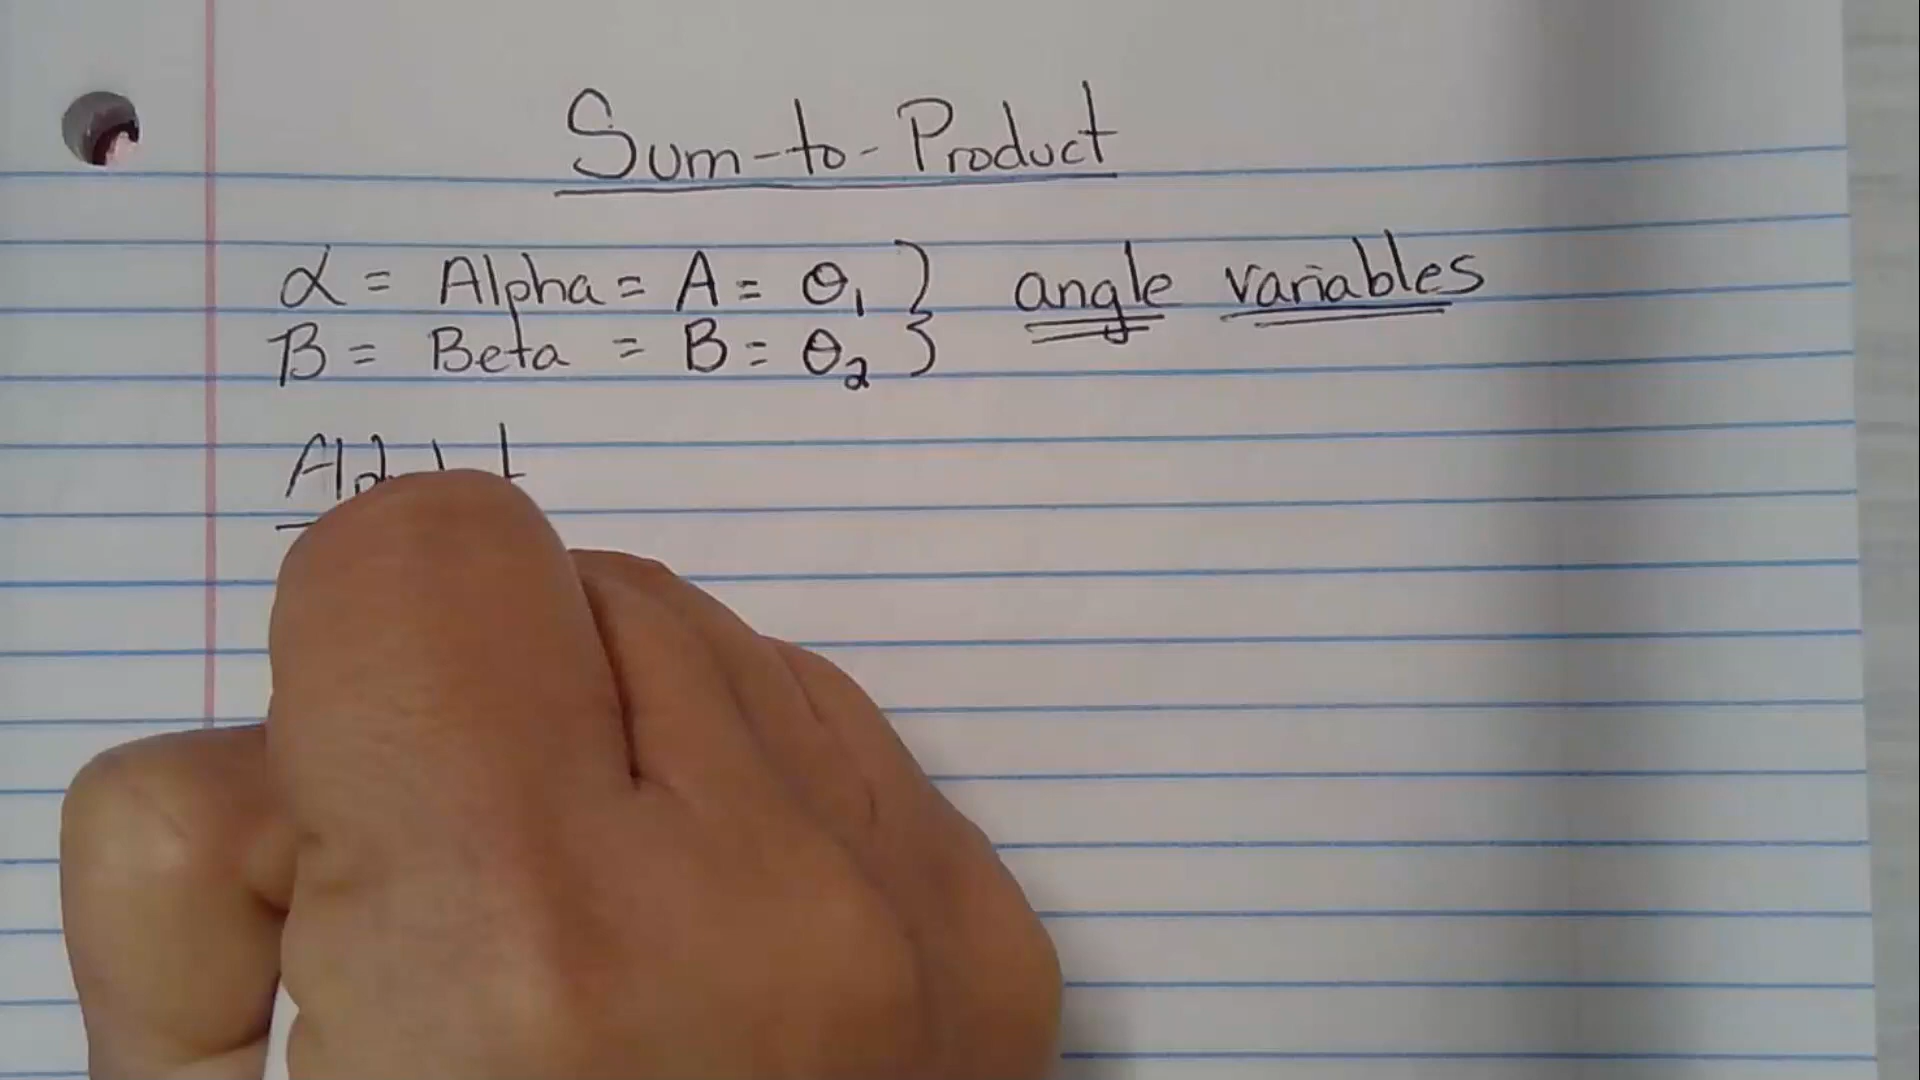 Sum-to-Product
α = Alpha = A = θ₁ } angle variables
β = Beta = B = θ₂ }